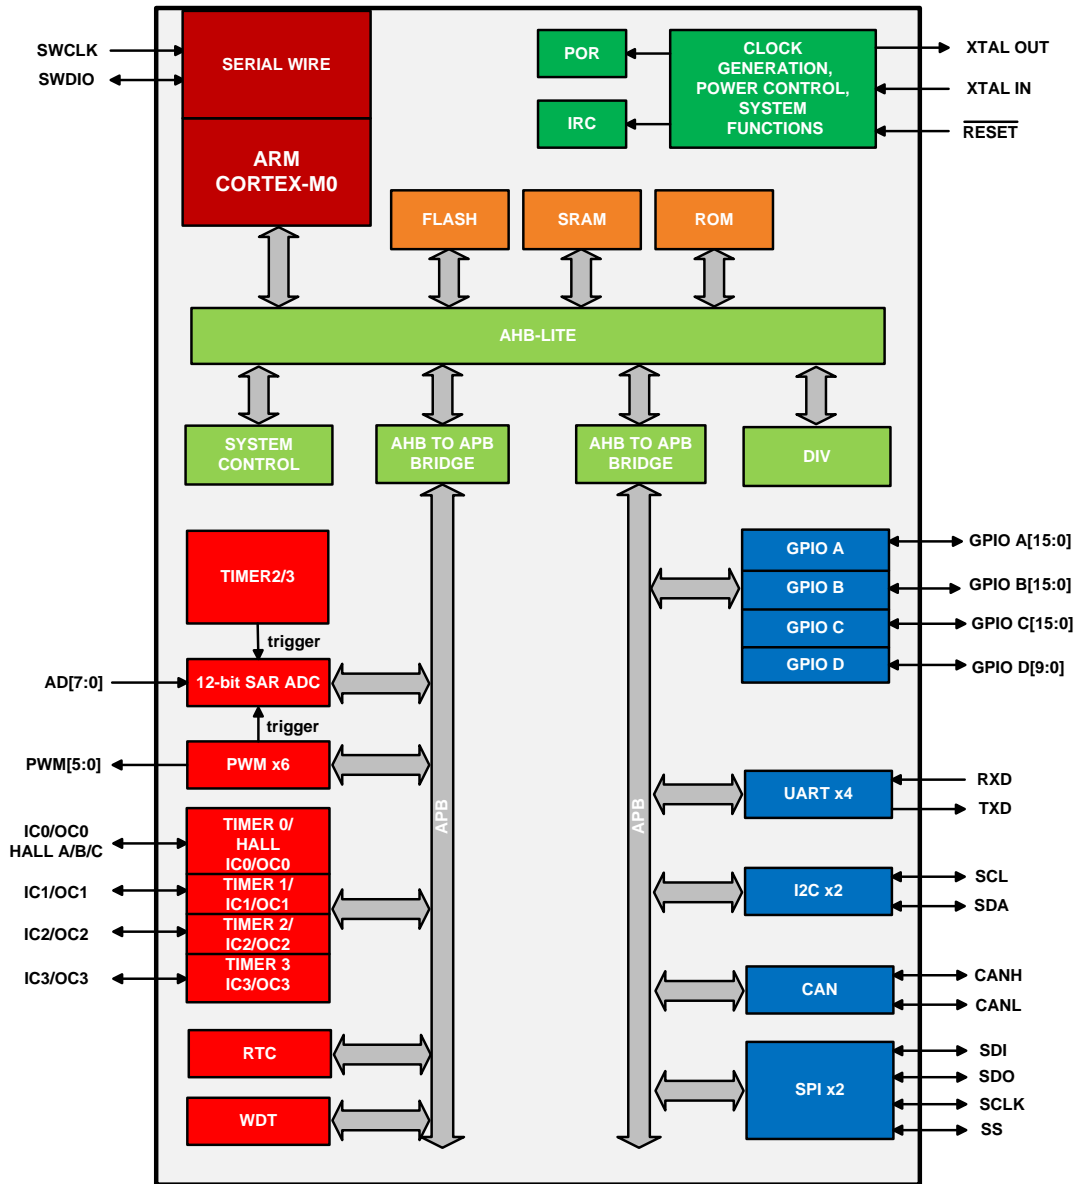 SWCLK
SWDIO
SERIAL WIRE
ARM
CORTEX-M0
POR
IRC
CLOCK
GENERATION,
POWER CONTROL,
SYSTEM
FUNCTIONS
XTAL OUT
XTAL IN
RESET
FLASH
SRAM
ROM
AHB-LITE
SYSTEM
CONTROL
AHB TO APB
BRIDGE
AHB TO APB
BRIDGE
DIV
TIMER2/3
trigger
AD[7:0]
12-bit SAR ADC
trigger
PWM[5:0]
PWM x6
IC0/OC0
HALL A/B/C
TIMER 0/
HALL
IC0/OC0
IC1/OC1
TIMER 1/
IC1/OC1
IC2/OC2
TIMER 2/
IC2/OC2
IC3/OC3
TIMER 3
IC3/OC3
RTC
WDT
APB
APB
GPIO A
GPIO A[15:0]
GPIO B
GPIO B[15:0]
GPIO C
GPIO C[15:0]
GPIO D
GPIO D[9:0]
UART x4
RXD
TXD
I2C x2
SCL
SDA
CAN
CANH
CANL
SPI x2
SDI
SDO
SCLK
SS